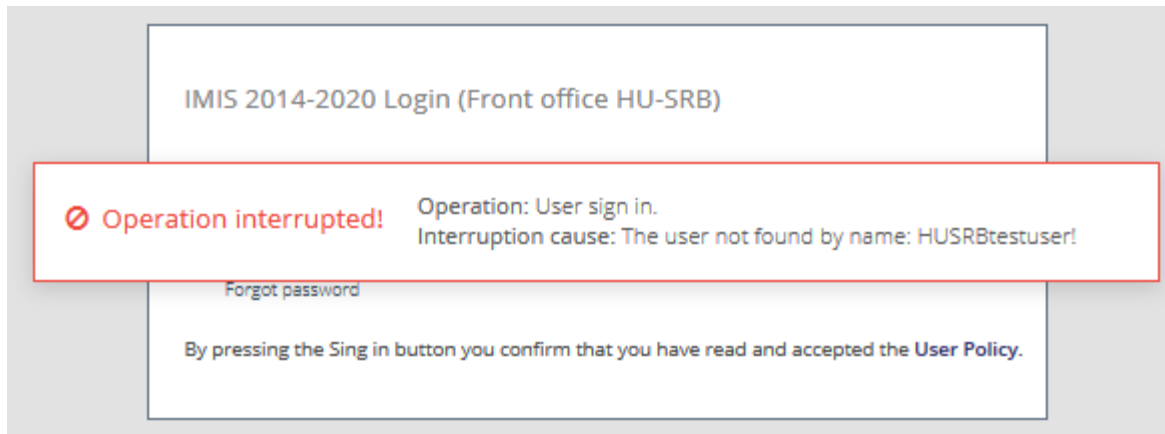 IMIS 2014-2020 Login (Front office HU-SRB)
Operation interrupted!
Operation: User sign in.
Interruption cause: The user not found by name: HUSRBtestuser!
Forgot password
By pressing the Sing in button you confirm that you have read and accepted the User Policy.